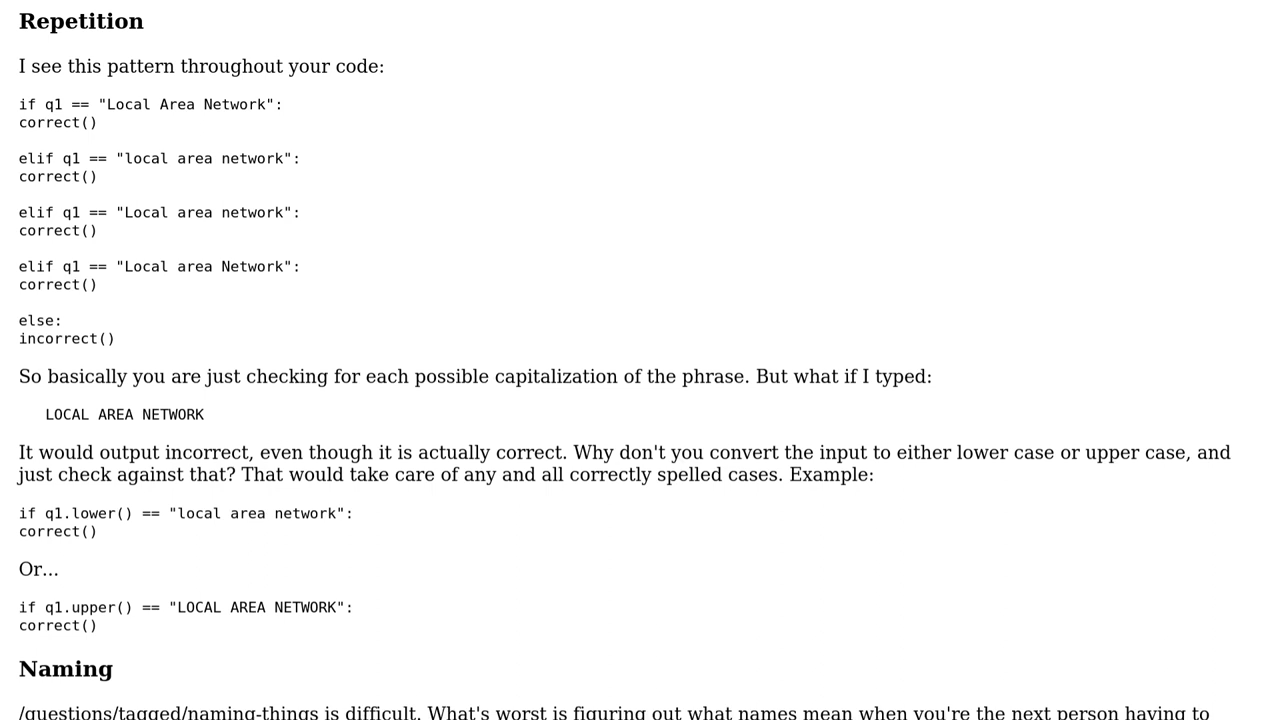 Repetition
I see this pattern throughout your code:
if q1 == "Local Area Network":
correct()
elif q1 == "local area network":
correct()
elif q1 == "Local area network":
correct()
elif q1 == "Local area Network":
correct()
else:
incorrect()
So basically you are just checking for each possible capitalization of the phrase. But what if I typed:
LOCAL AREA NETWORK
It would output incorrect, even though it is actually correct. Why don't you convert the input to either lower case or upper case, and
just check against that? That would take care of any and all correctly spelled cases. Example:
if q1.lower() == "local area network":
correct()
Or...
if q1.upper() == "LOCAL AREA NETWORK":
correct()
Naming
/questions/tagged/naming-things is difficult. What's worst is figuring out what names mean when you're the next person having to